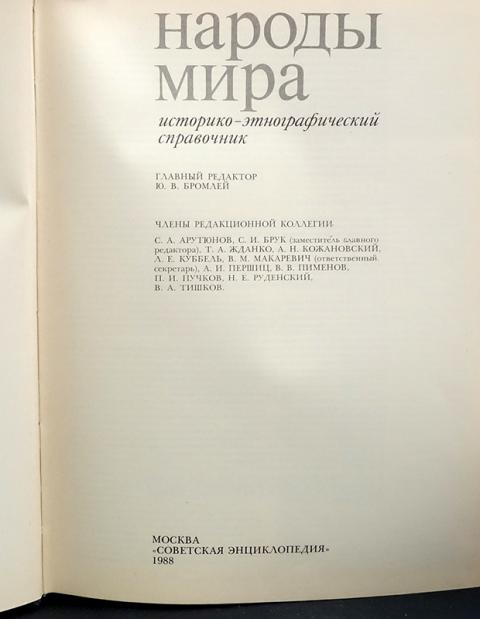 народы
мира
историко-этнографический
справочник
ГЛАВНЫЙ РЕДАКТОР
Ю. В. БРОМЛЕЙ
ЧЛЕНЫ РЕДАКЦИОННОЙ КОЛЛЕГИИ:
С. А. АРУТЮНОВ, С. И. БРУК (заместитель главного
редактора), Т. А. ЖДАНКО, А. Н. КОЖАНОВСКИЙ,
Л. Е. КУББЕЛЬ, В. М. МАКАРЕВИЧ (ответственный
секретарь), А. И. ПЕРШИЦ, В. В. ПИМЕНОВ,
П. И. ПУЧКОВ, Н. Е. РУДЕНСКИЙ,
В. А. ТИШКОВ.
МОСКВА
«СОВЕТСКАЯ ЭНЦИКЛОПЕДИЯ»
1988